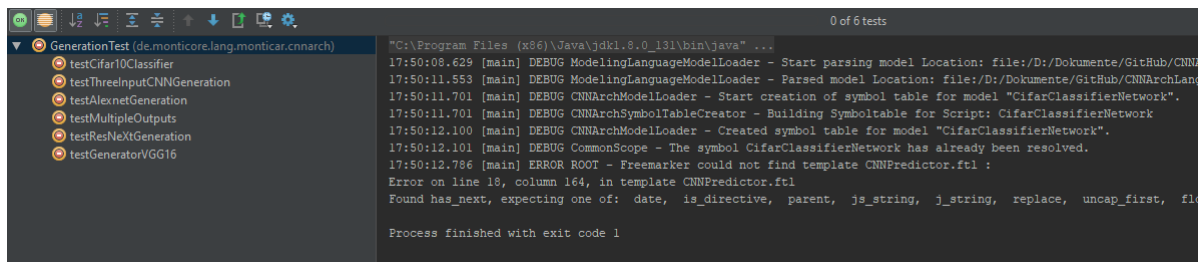 ON
0 of 6 tests
GenerationTest (de.monticore.lang.monticar.cnnarch)
testCifar10Classifier
testThreeInputCNNGeneration
testAlexnetGeneration
testMultipleOutputs
testResNeXtGeneration
testGeneratorVGG16
"C:\Program Files (x86)\Java\jdk1.8.0_131\bin\java" ...
17:50:08.629 [main] DEBUG ModelingLanguageModelLoader - Start parsing model Location: file:/D:/Dokumente/GitHub/CNNA
17:50:11.553 [main] DEBUG ModelingLanguageModelLoader - Parsed model Location: file:/D:/Dokumente/GitHub/CNNArchLang
17:50:11.701 [main] DEBUG CNNArchModelLoader - Start creation of symbol table for model "CifarClassifierNetwork".
17:50:11.701 [main] DEBUG CNNArchSymbolTableCreator - Building Symboltable for Script: CifarClassifierNetwork
17:50:12.100 [main] DEBUG CNNArchModelLoader - Created symbol table for model "CifarClassifierNetwork".
17:50:12.101 [main] DEBUG CommonScope - The symbol CifarClassifierNetwork has already been resolved.
17:50:12.786 [main] ERROR ROOT - Freemarker could not find template CNNPredictor.ftl :
Error on line 18, column 164, in template CNNPredictor.ftl
Found has_next, expecting one of:  date,  is_directive,  parent,  js_string,  j_string,  replace,  uncap_first,  flo
Process finished with exit code 1